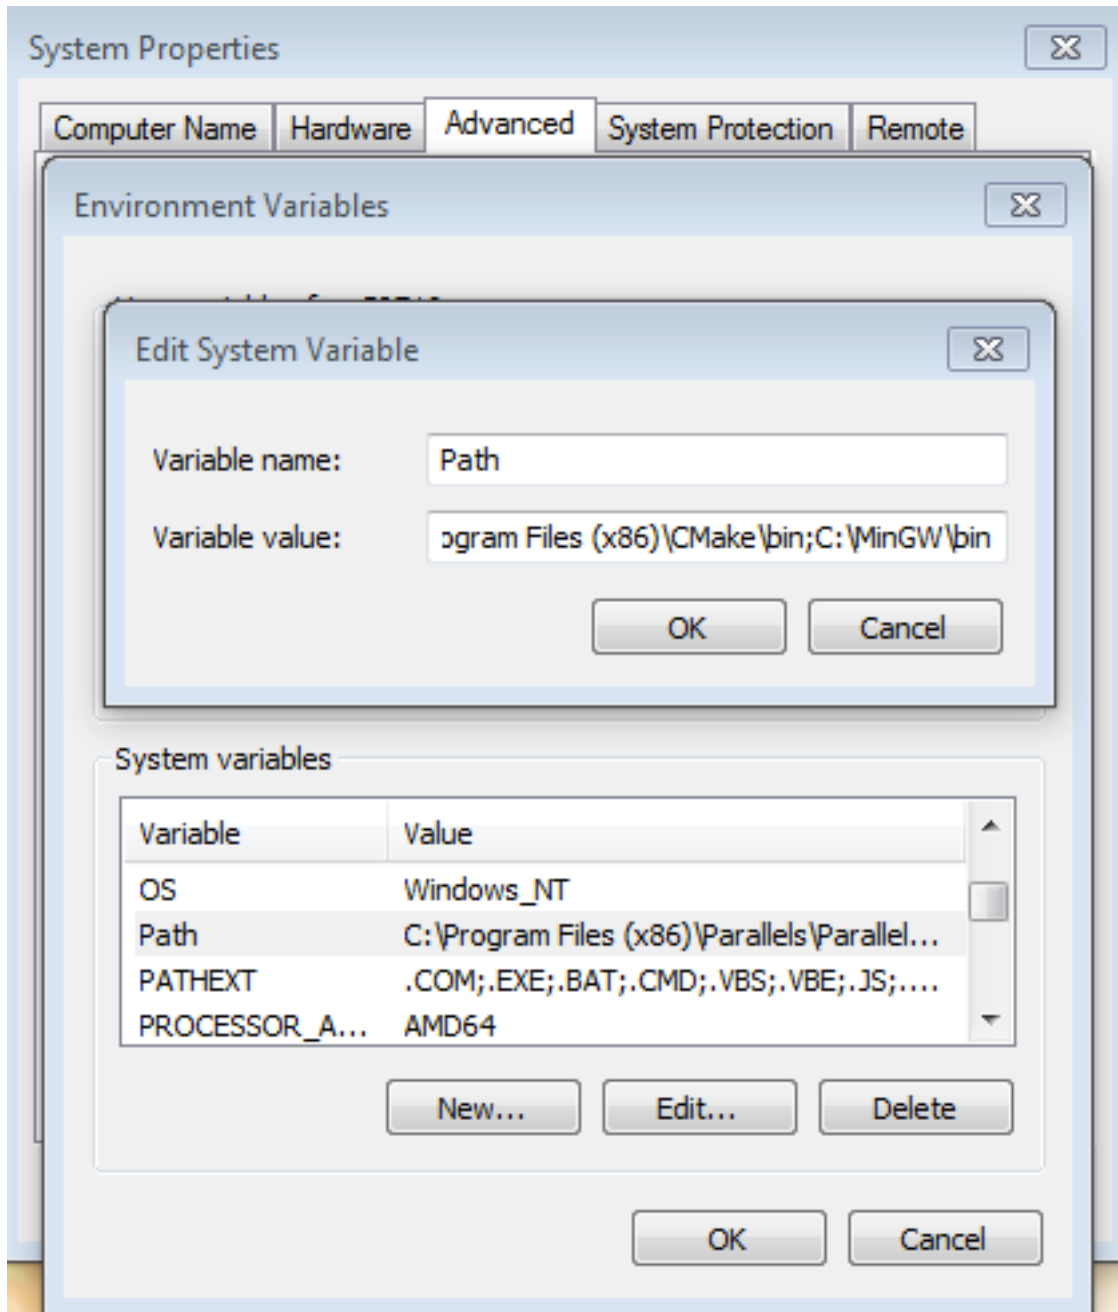 System Properties
Computer Name Hardware Advanced System Protection Remote
Environment Variables
Edit System Variable
Variable name: Path
Variable value: ogram Files (x86)\CMake\bin;C:\MinGW\bin
OK Cancel
System variables
Variable Value
OS Windows_NT
Path C:\Program Files (x86)\Parallels\Parallel...
PATHEXT .COM;.EXE;.BAT;.CMD;.VBS;.VBE;.JS;....
PROCESSOR_A... AMD64
New... Edit... Delete
OK Cancel